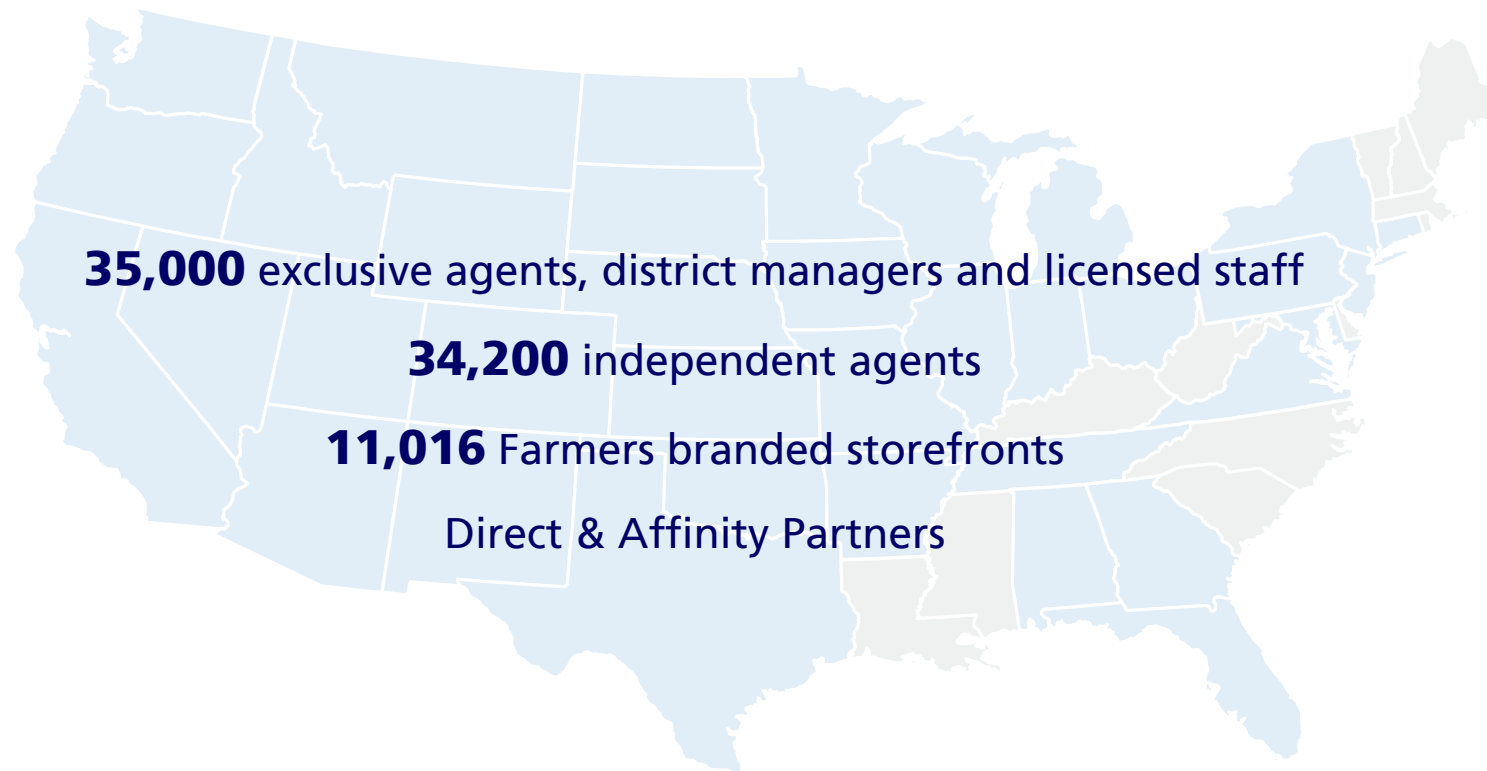 35,000 exclusive agents, district managers and licensed staff
34,200 independent agents
11,016 Farmers branded storefronts
Direct & Affinity Partners